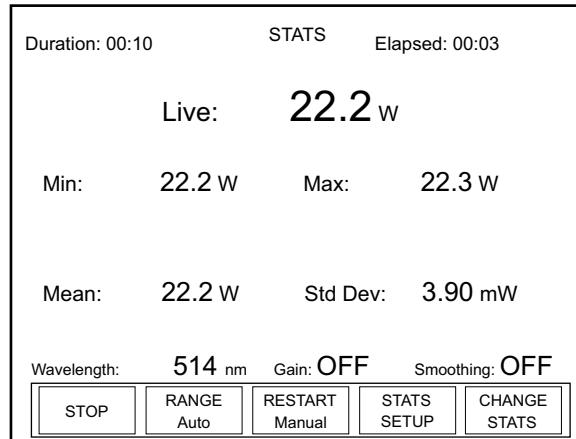 Duration: 00:10 STATS Elapsed: 00:03
Live: 22.2 W
Min: 22.2 W Max: 22.3 W
Mean: 22.2 W Std Dev: 3.90 mW
Wavelength: 514 nm Gain: OFF Smoothing: OFF
STOP RANGE RESTART STATS CHANGE
Auto Manual SETUP STATS